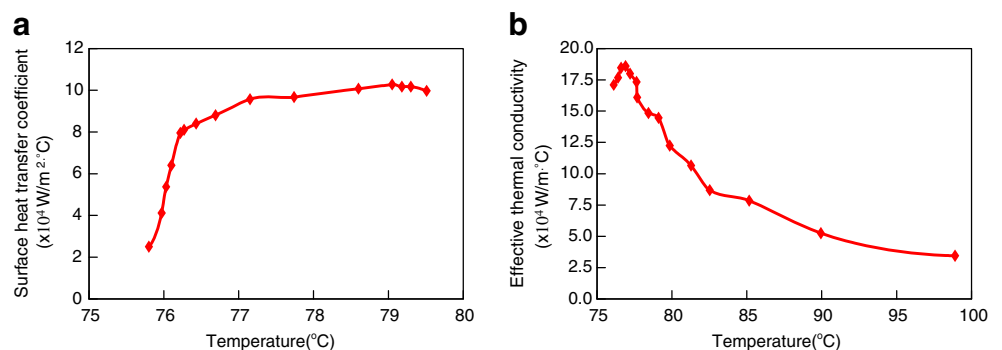 a
Surface heat transfer coefficient
(x10⁴ W/m²·°C)
12
10
8
6
4
2
0
75 76 77 78 79 80
Temperature(°C)
b
Effective thermal conductivity
(x10⁴ W/m·°C)
20.0
17.5
15.0
12.5
10.0
7.5
5.0
2.5
0.0
75 80 85 90 95 100
Temperature(°C)